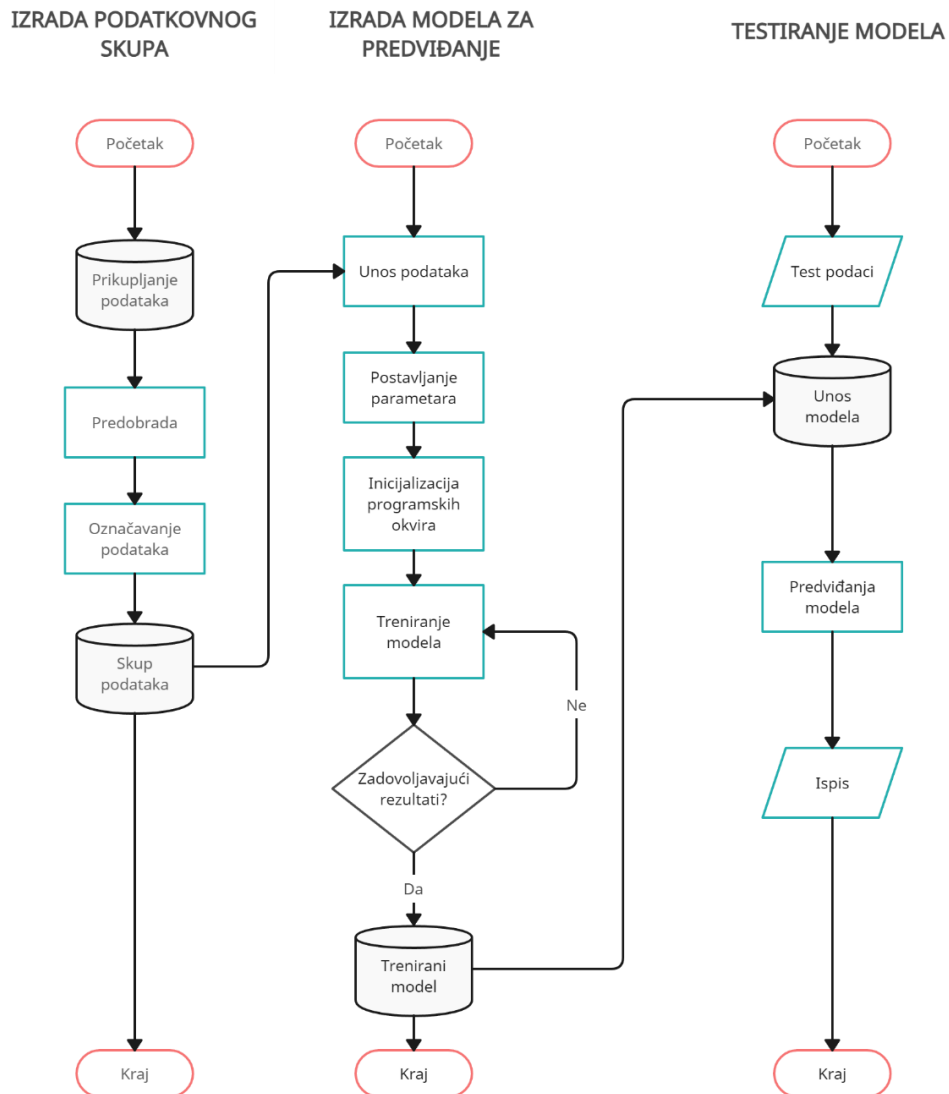 IZRADA PODATKOVNOG
SKUPA
Početak
Prikupljanje
podataka
Predobrada
Označavanje
podataka
Skup
podataka
Kraj
IZRADA MODELA ZA
PREDVIĐANJE
Početak
Unos podataka
Postavljanje
parametara
Inicijalizacija
programskih
okvira
Treniranje
modela
Ne
Zadovoljavajući
rezultati?
Da
Trenirani
model
Kraj
TESTIRANJE MODELA
Početak
Test podaci
Unos
modela
Predviđanja
modela
Ispis
Kraj